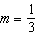 m = 1/3